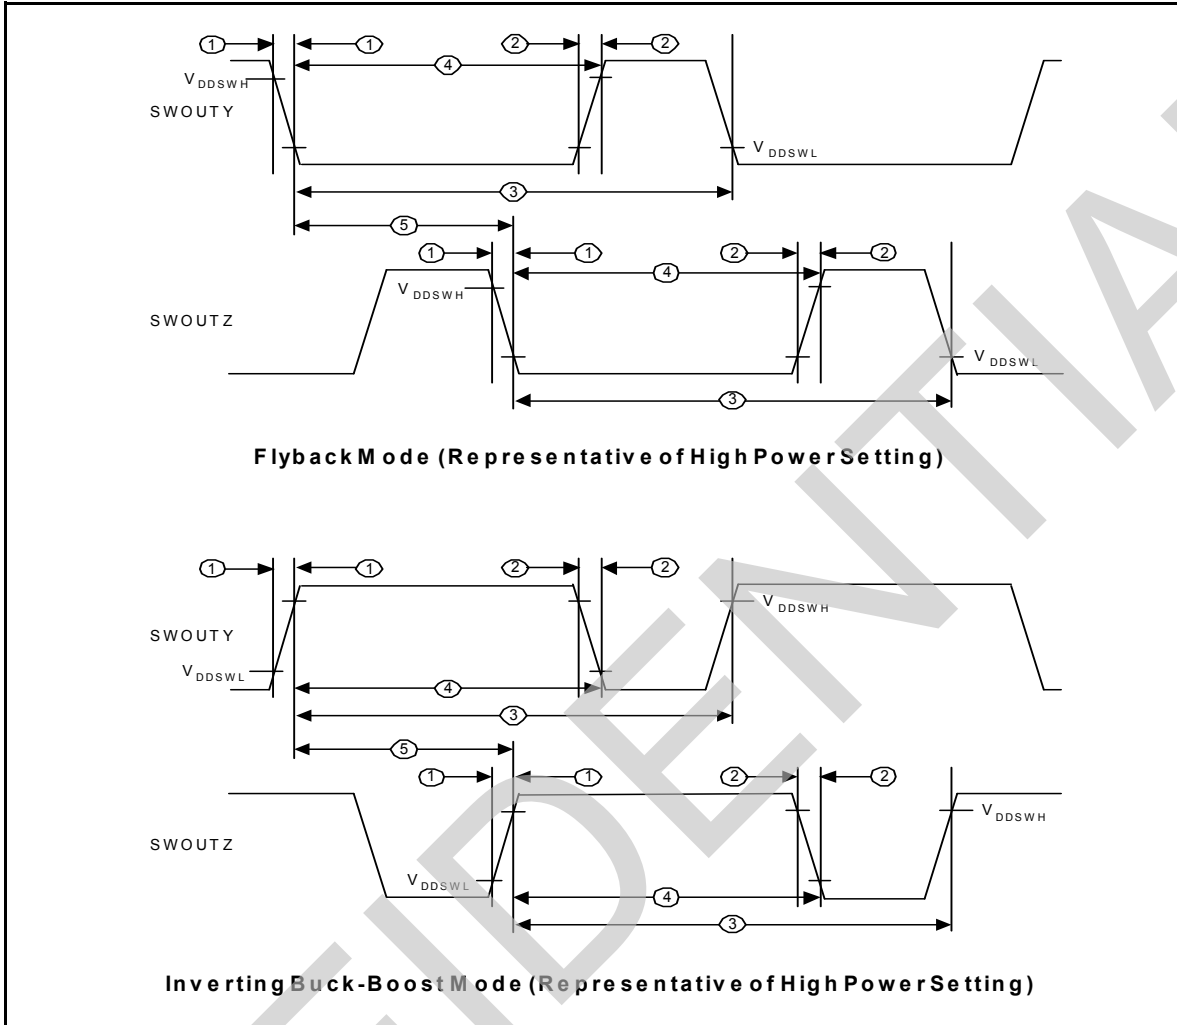 1 1 2 2
4
V DDSWH
SWOUTY
V DDSWL
3
5
1 1 2 2
4
V DDSWH
SWOUTZ
V DDSWL
3
Flyback Mode (Representative of High Power Setting)
1 1 2 2
V DDSWH
SWOUTY
V DDSWL
4
3
5
1 1 2 2
V DDSWH
SWOUTZ
V DDSWL
4
3
Inverting Buck-Boost Mode (Representative of High Power Setting)
FIDENTIA